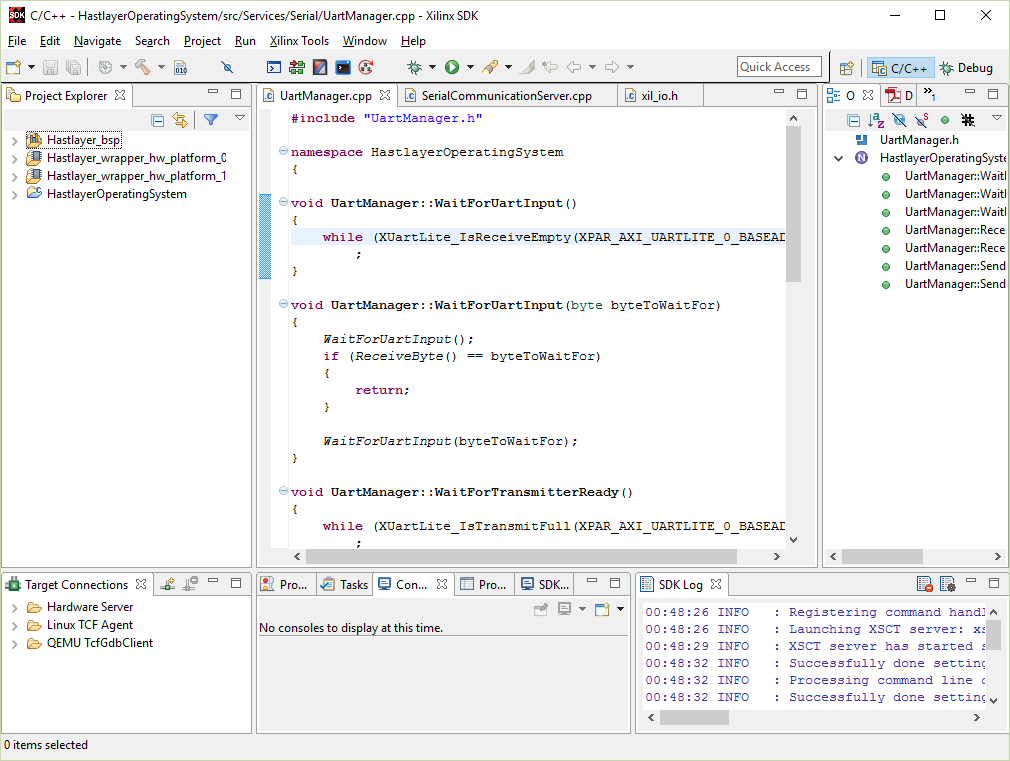 C/C++ - HastlayerOperatingSystem/src/Services/Serial/UartManager.cpp - Xilinx SDK
File Edit Navigate Search Project Run Xilinx Tools Window Help
Quick Access
C/C++
Debug
Project Explorer
Hastlayer_bsp
Hastlayer_wrapper_hw_platform_0
Hastlayer_wrapper_hw_platform_1
HastlayerOperatingSystem
UartManager.cpp
SerialCommunicationServer.cpp
xil_io.h
#include "UartManager.h"
namespace HastlayerOperatingSystem
{
void UartManager::WaitForUartInput()
{
while (XUartLite_IsReceiveEmpty(XPAR_AXI_UARTLITE_0_BASEAD
;
}
void UartManager::WaitForUartInput(byte byteToWaitFor)
{
WaitForUartInput();
if (ReceiveByte() == byteToWaitFor)
{
return;
}
WaitForUartInput(byteToWaitFor);
}
void UartManager::WaitForTransmitterReady()
{
while (XUartLite_IsTransmitFull(XPAR_AXI_UARTLITE_0_BASEAD
;
O
D
»1
UartManager.h
HastlayerOperatingSyste
UartManager::Waitl
UartManager::Waitl
UartManager::Waitl
UartManager::Rece
UartManager::Rece
UartManager::Send
UartManager::Send
Target Connections
Hardware Server
Linux TCF Agent
QEMU TcfGdbClient
Pro...
Tasks
Con...
Pro...
SDK...
No consoles to display at this time.
SDK Log
00:48:26 INFO : Registering command handl
00:48:26 INFO : Launching XSCT server: xs
00:48:29 INFO : XSCT server has started s
00:48:32 INFO : Successfully done setting
00:48:32 INFO : Processing command line o
00:48:32 INFO : Successfully done setting
0 items selected